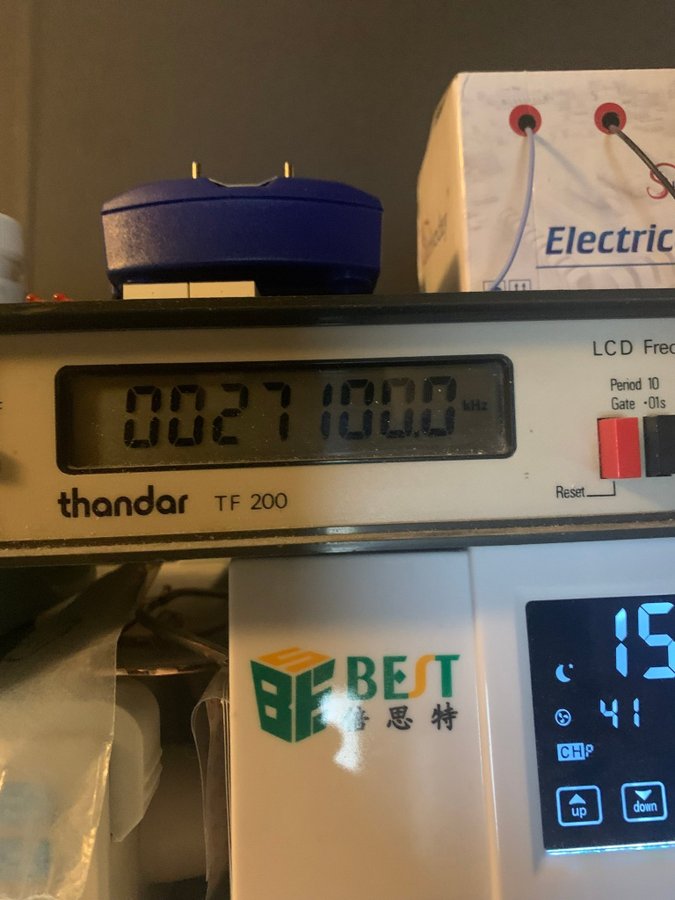 Electric
LCD Freq
0027100.0 kHz
Period 10
Gate ·01s
thandar TF 200
Reset
BEST
倍思特
15
41
CH
up down